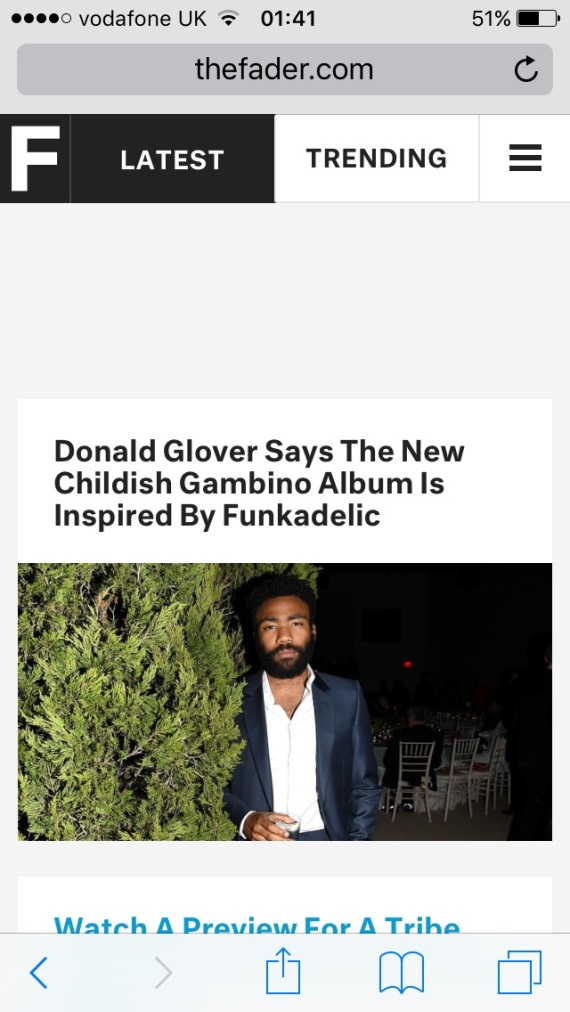 vodafone UK 01:41 51%
thefader.com
F LATEST TRENDING
Donald Glover Says The New
Childish Gambino Album Is
Inspired By Funkadelic
Watch A Preview For A Tribe